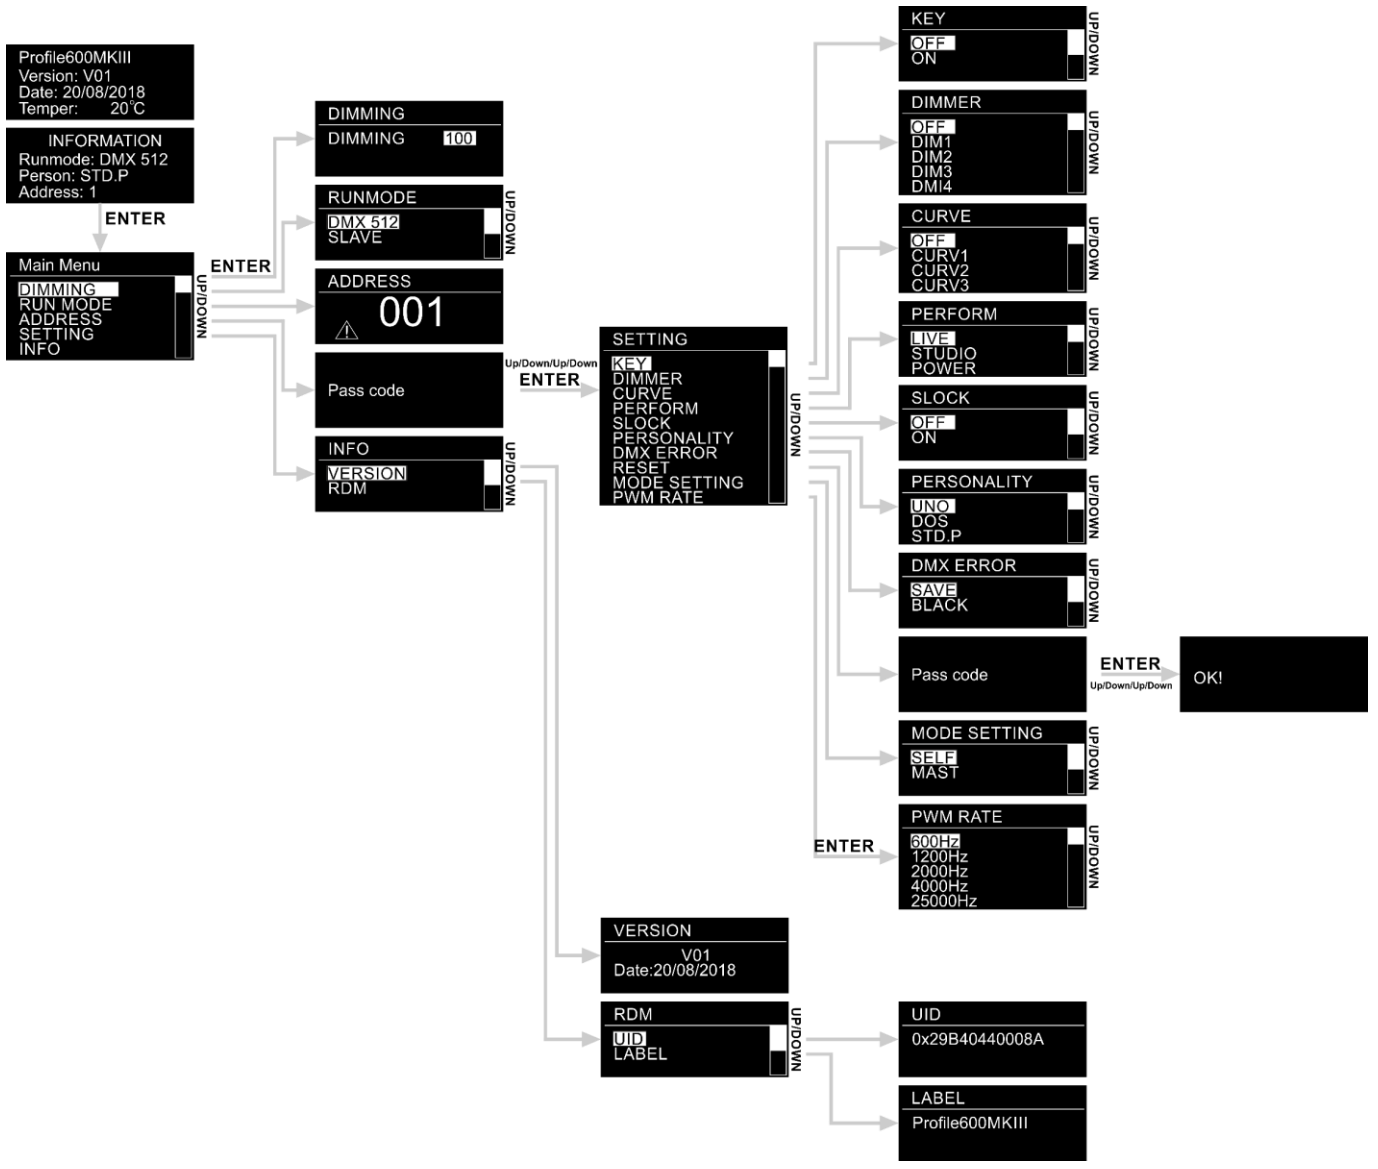 Profile600MKIII
Version: V01
Date: 20/08/2018
Temper: 20°C
INFORMATION
Runmode: DMX 512
Person: STD.P
Address: 1
ENTER
Main Menu
DIMMING
RUN MODE
ADDRESS
SETTING
INFO
UP/DOWN
ENTER
DIMMING
DIMMING 100
RUNMODE
DMX 512
SLAVE
UP/DOWN
ADDRESS
001
Pass code
INFO
VERSION
RDM
UP/DOWN
Up/Down/Up/Down
ENTER
SETTING
KEY
DIMMER
CURVE
PERFORM
SLOCK
PERSONALITY
DMX ERROR
RESET
MODE SETTING
PWM RATE
UP/DOWN
KEY
OFF
ON
UP/DOWN
DIMMER
OFF
DIM1
DIM2
DIM3
DMI4
UP/DOWN
CURVE
OFF
CURV1
CURV2
CURV3
UP/DOWN
PERFORM
LIVE
STUDIO
POWER
UP/DOWN
SLOCK
OFF
ON
UP/DOWN
PERSONALITY
UNO
DOS
STD.P
UP/DOWN
DMX ERROR
SAVE
BLACK
UP/DOWN
Pass code
ENTER
Up/Down/Up/Down
OK!
MODE SETTING
SELF
MAST
UP/DOWN
ENTER
PWM RATE
600Hz
1200Hz
2000Hz
4000Hz
25000Hz
UP/DOWN
VERSION
V01
Date:20/08/2018
RDM
UID
LABEL
UP/DOWN
UID
0x29B40440008A
LABEL
Profile600MKIII